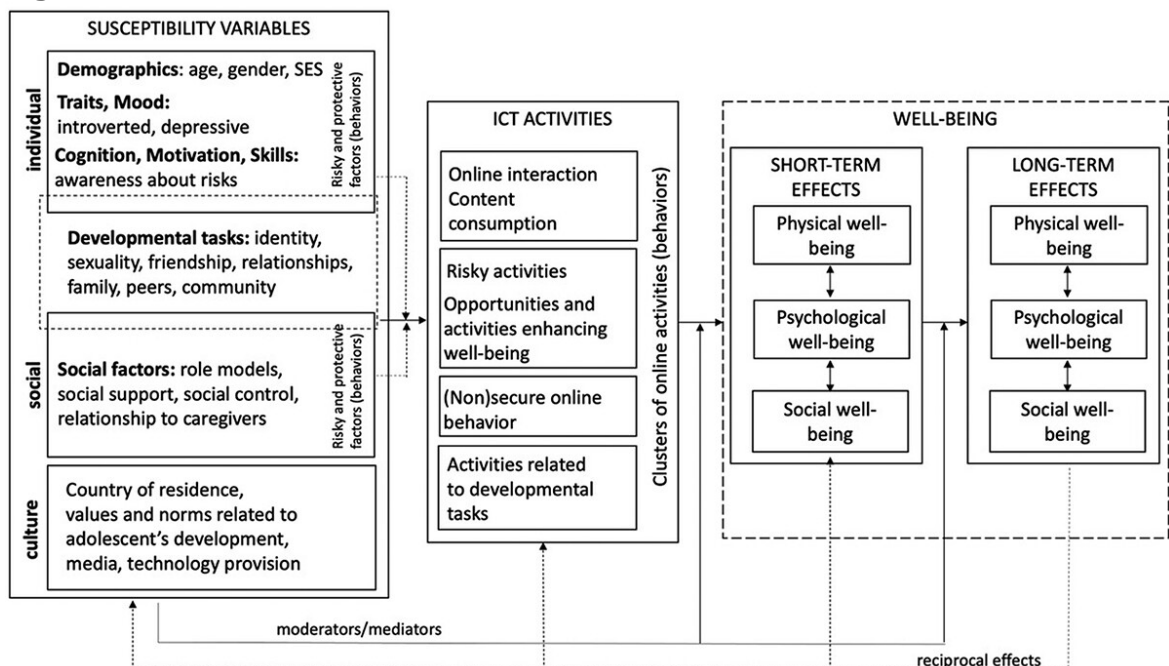 SUSCEPTIBILITY VARIABLES
individual
Demographics: age, gender, SES
Traits, Mood:
introverted, depressive
Cognition, Motivation, Skills:
awareness about risks
Risky and protective
factors (behaviors)
Developmental tasks: identity,
sexuality, friendship, relationships,
family, peers, community
social
Social factors: role models,
social support, social control,
relationship to caregivers
Risky and protective
factors (behaviors)
culture
Country of residence,
values and norms related to
adolescent's development,
media, technology provision
ICT ACTIVITIES
Online interaction
Content
consumption
Risky activities
Opportunities and
activities enhancing
well-being
(Non)secure online
behavior
Activities related
to developmental
tasks
Clusters of online activities (behaviors)
WELL-BEING
SHORT-TERM
EFFECTS
Physical well-
being
Psychological
well-being
Social well-
being
LONG-TERM
EFFECTS
Physical well-
being
Psychological
well-being
Social well-
being
moderators/mediators
reciprocal effects